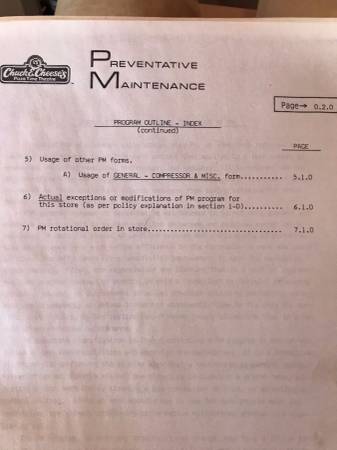 Chuck E. Cheese's
Pizza Time Theatre
PREVENTATIVE
MAINTENANCE
Page→ 0.2.0
PROGRAM OUTLINE - INDEX
(continued)
PAGE
5) Usage of other PM forms.
A) Usage of GENERAL - COMPRESSOR & MISC. form.......... 5.1.0
6) Actual exceptions or modifications of PM program for
this store (as per policy explanation in section i-D).......... 6.1.0
7) PM rotational order in store................................. 7.1.0